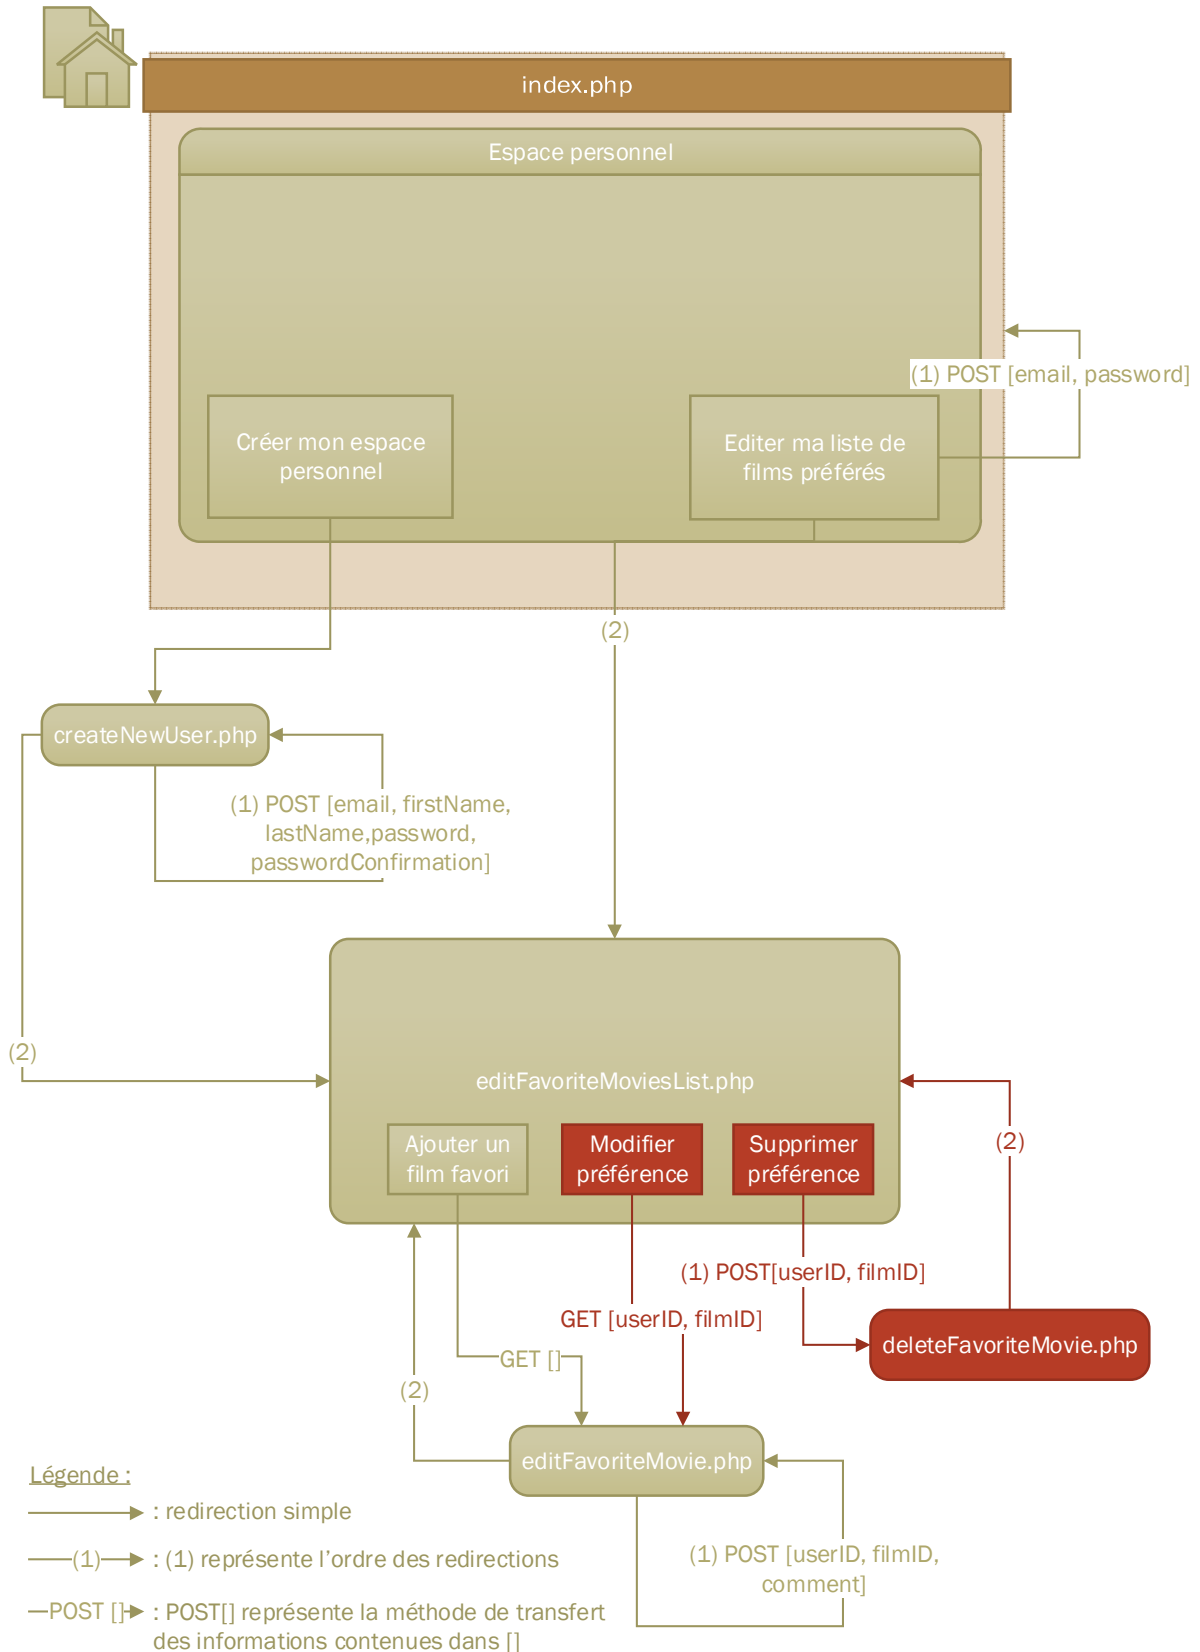 index.php
Espace personnel
(1) POST [email, password]
Créer mon espace
personnel
Editer ma liste de
films préférés
(2)
createNewUser.php
(1) POST [email, firstName,
lastName,password,
passwordConfirmation]
(2)
editFavoriteMoviesList.php
Ajouter un
film favori
Modifier
préférence
Supprimer
préférence
(2)
(1) POST[userID, filmID]
GET [userID, filmID]
deleteFavoriteMovie.php
GET []
(2)
editFavoriteMovie.php
(1) POST [userID, filmID,
comment]
Légende :
: redirection simple
(1) : (1) représente l'ordre des redirections
POST [] : POST[] représente la méthode de transfert
des informations contenues dans []